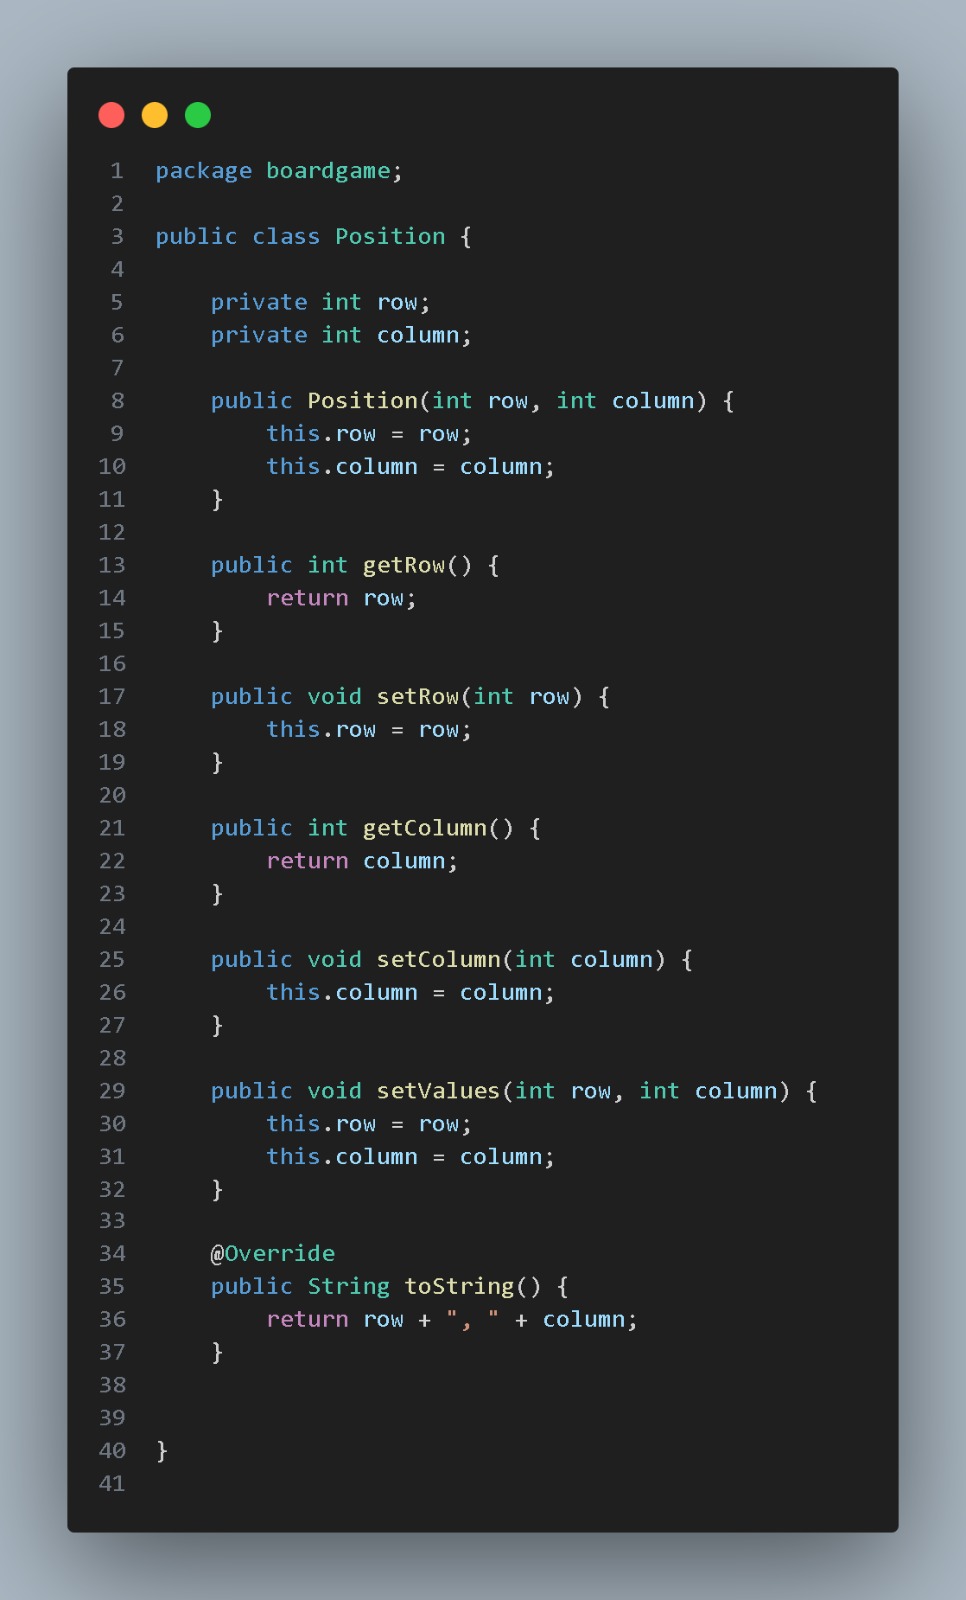 1 package boardgame;
2
3 public class Position {
4
5     private int row;
6     private int column;
7
8     public Position(int row, int column) {
9         this.row = row;
10         this.column = column;
11     }
12
13     public int getRow() {
14         return row;
15     }
16
17     public void setRow(int row) {
18         this.row = row;
19     }
20
21     public int getColumn() {
22         return column;
23     }
24
25     public void setColumn(int column) {
26         this.column = column;
27     }
28
29     public void setValues(int row, int column) {
30         this.row = row;
31         this.column = column;
32     }
33
34     @Override
35     public String toString() {
36         return row + ", " + column;
37     }
38
39
40 }
41